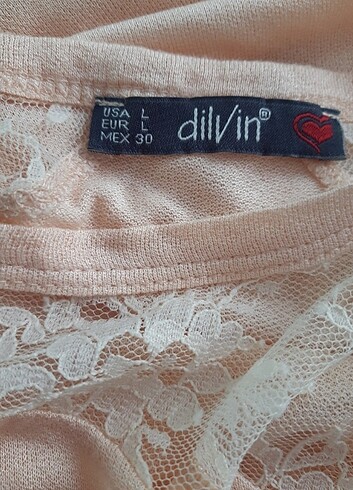 USA L
EUR L
MEX 30
dilvin®